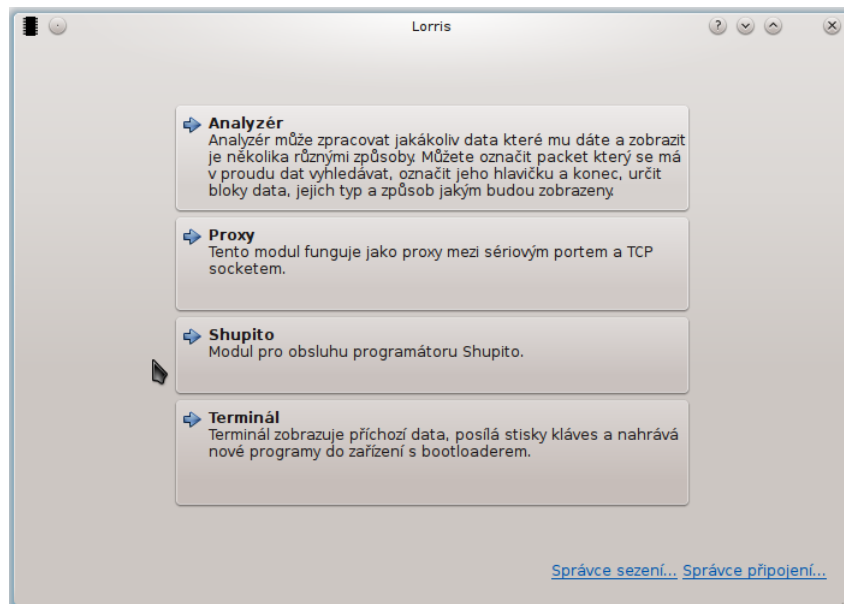 Lorris
Analyzér
Analyzér může zpracovat jakákoliv data které mu dáte a zobrazit
je několika různými způsoby. Můžete označit packet který se má
v proudu dat vyhledávat, označit jeho hlavičku a konec, určit
bloky data, jejich typ a způsob jakým budou zobrazeny.
Proxy
Tento modul funguje jako proxy mezi sériovým portem a TCP
socketem.
Shupito
Modul pro obsluhu programátoru Shupito.
Terminál
Terminál zobrazuje příchozí data, posílá stisky kláves a nahrává
nové programy do zařízení s bootloaderem.
Správce sezení... Správce připojení...